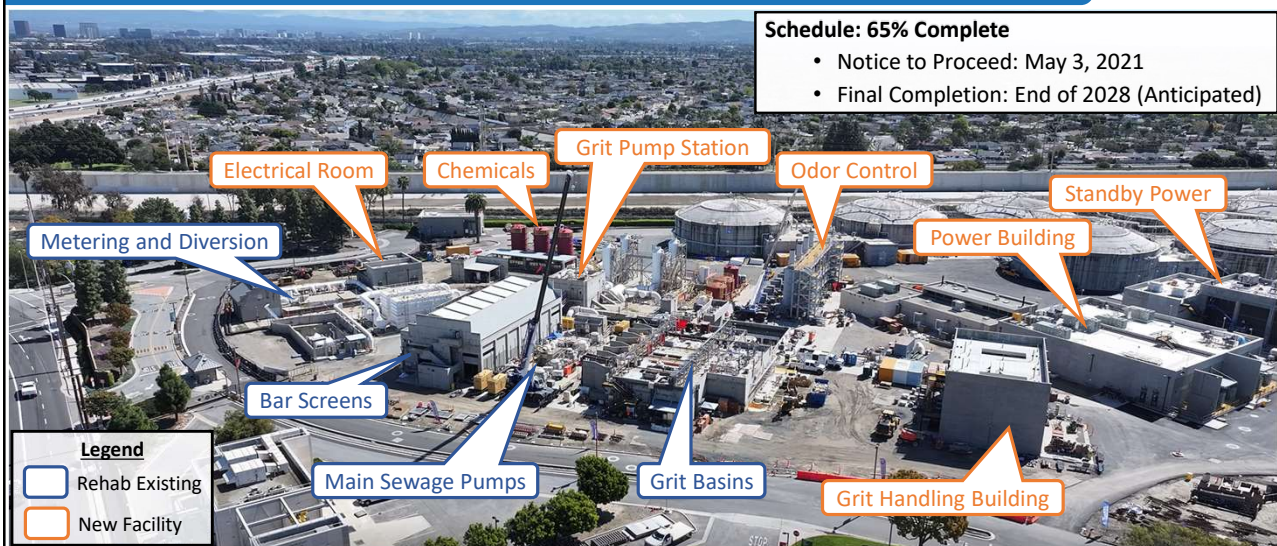 Schedule: 65% Complete
• Notice to Proceed: May 3, 2021
• Final Completion: End of 2028 (Anticipated)
Grit Pump Station
Electrical Room
Chemicals
Odor Control
Standby Power
Metering and Diversion
Power Building
Bar Screens
Main Sewage Pumps
Grit Basins
Grit Handling Building
Legend
Rehab Existing
New Facility
STOP